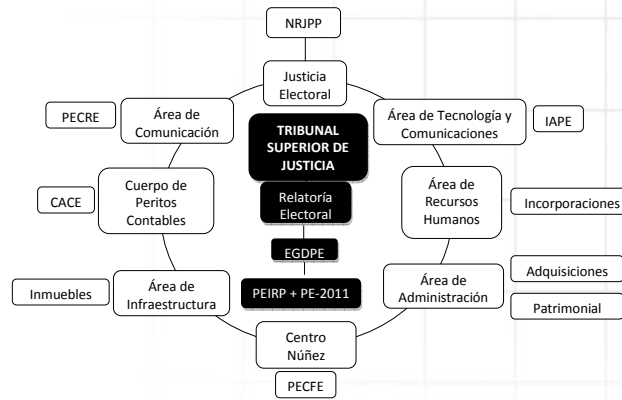 NRJPP
Justicia
Electoral
PECRE
Área de
Comunicación
TRIBUNAL
SUPERIOR DE
JUSTICIA
Área de Tecnología y
Comunicaciones
IAPE
CACE
Cuerpo de
Peritos
Contables
Relatoría
Electoral
Área de
Recursos
Humanos
Incorporaciones
EGDPE
Inmuebles
Área de
Infraestructura
PEIRP + PE-2011
Área de
Administración
Adquisiciones
Patrimonial
Centro
Núñez
PECFE